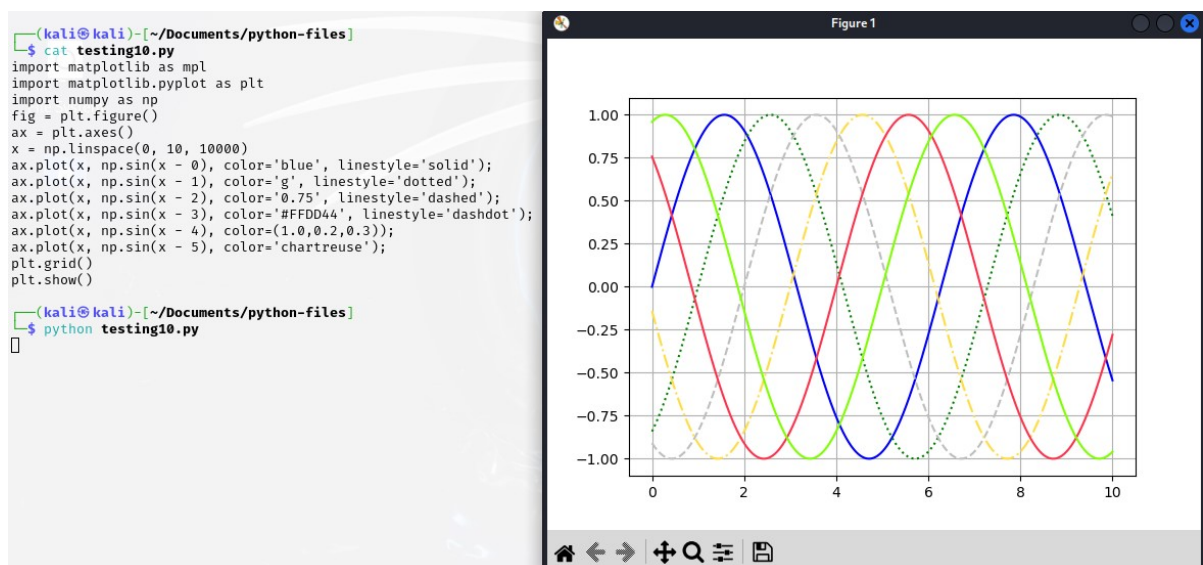 ┌──(kali㉿kali)-[~/Documents/python-files]
└─$ cat testing10.py
import matplotlib as mpl
import matplotlib.pyplot as plt
import numpy as np
fig = plt.figure()
ax = plt.axes()
x = np.linspace(0, 10, 10000)
ax.plot(x, np.sin(x - 0), color='blue', linestyle='solid');
ax.plot(x, np.sin(x - 1), color='g', linestyle='dotted');
ax.plot(x, np.sin(x - 2), color='0.75', linestyle='dashed');
ax.plot(x, np.sin(x - 3), color='#FFDD44', linestyle='dashdot');
ax.plot(x, np.sin(x - 4), color=(1.0,0.2,0.3));
ax.plot(x, np.sin(x - 5), color='chartreuse');
plt.grid()
plt.show()
┌──(kali㉿kali)-[~/Documents/python-files]
└─$ python testing10.py
Figure 1
1.00
0.75
0.50
0.25
0.00
−0.25
−0.50
−0.75
−1.00
0 2 4 6 8 10